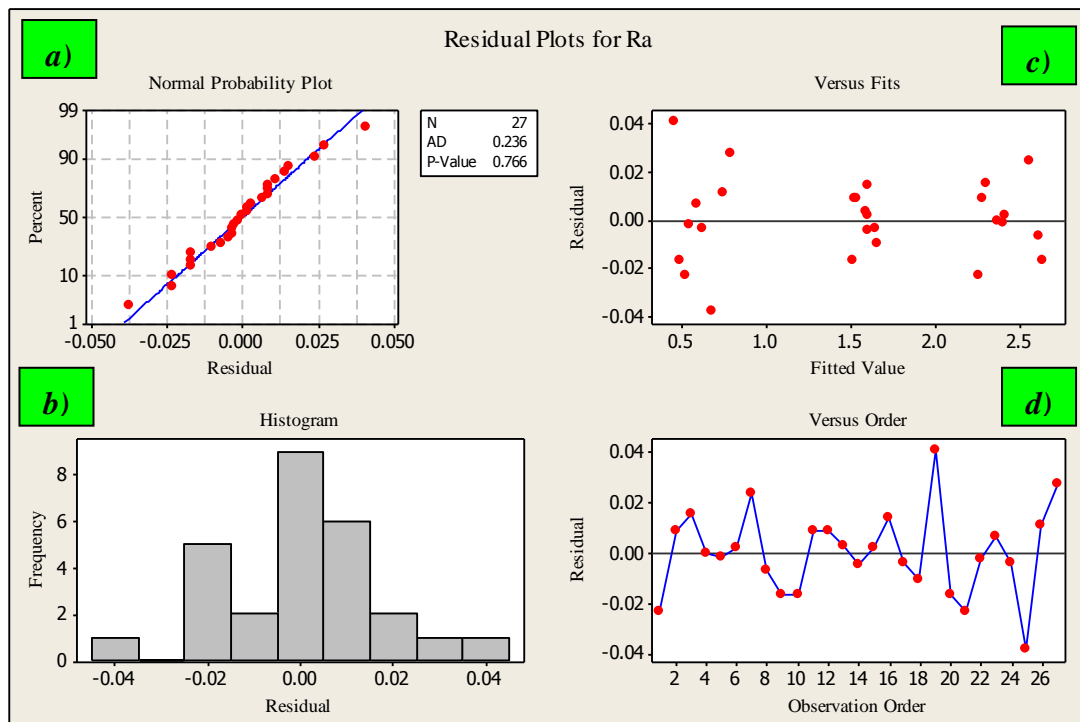 Residual Plots for Ra
a)
Normal Probability Plot
99
90
50
10
1
Percent
-0.050
-0.025
0.000
0.025
0.050
Residual
N 27
AD 0.236
P-Value 0.766
c)
Versus Fits
0.04
0.02
0.00
-0.02
-0.04
Residual
0.5
1.0
1.5
2.0
2.5
Fitted Value
b)
Histogram
8
6
4
2
0
Frequency
-0.04
-0.02
0.00
0.02
0.04
Residual
d)
Versus Order
0.04
0.02
0.00
-0.02
-0.04
Residual
2
4
6
8
10
12
14
16
18
20
22
24
26
Observation Order